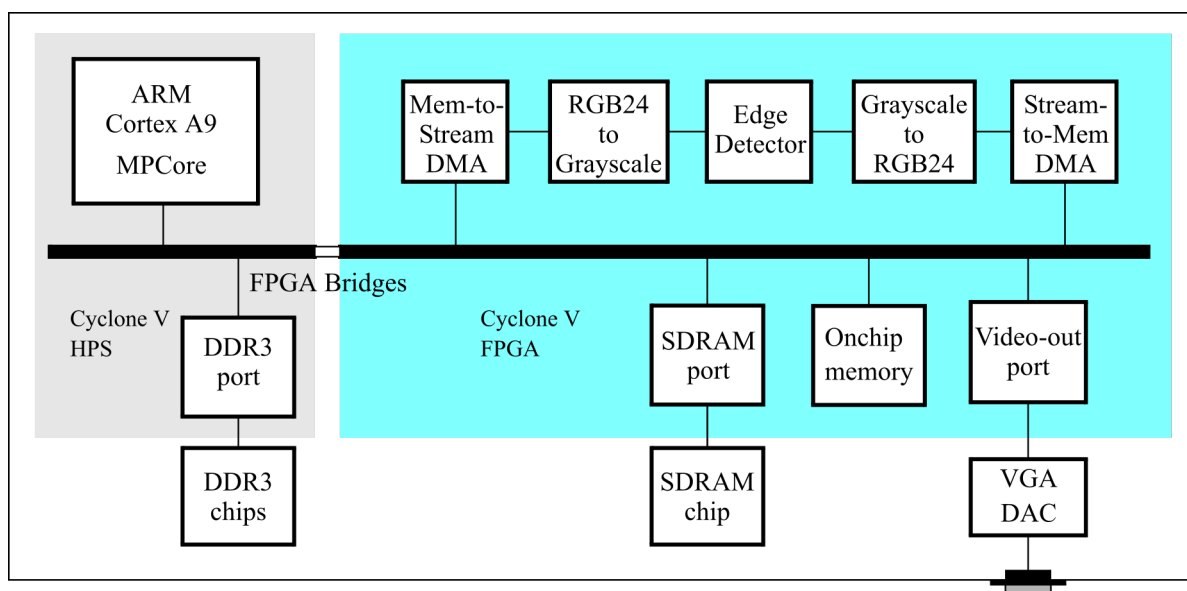 ARM
Cortex A9
MPCore
Mem-to-
Stream
DMA
RGB24
to
Grayscale
Edge
Detector
Grayscale
to
RGB24
Stream-
to-Mem
DMA
FPGA Bridges
Cyclone V
HPS
DDR3
port
DDR3
chips
Cyclone V
FPGA
SDRAM
port
SDRAM
chip
Onchip
memory
Video-out
port
VGA
DAC